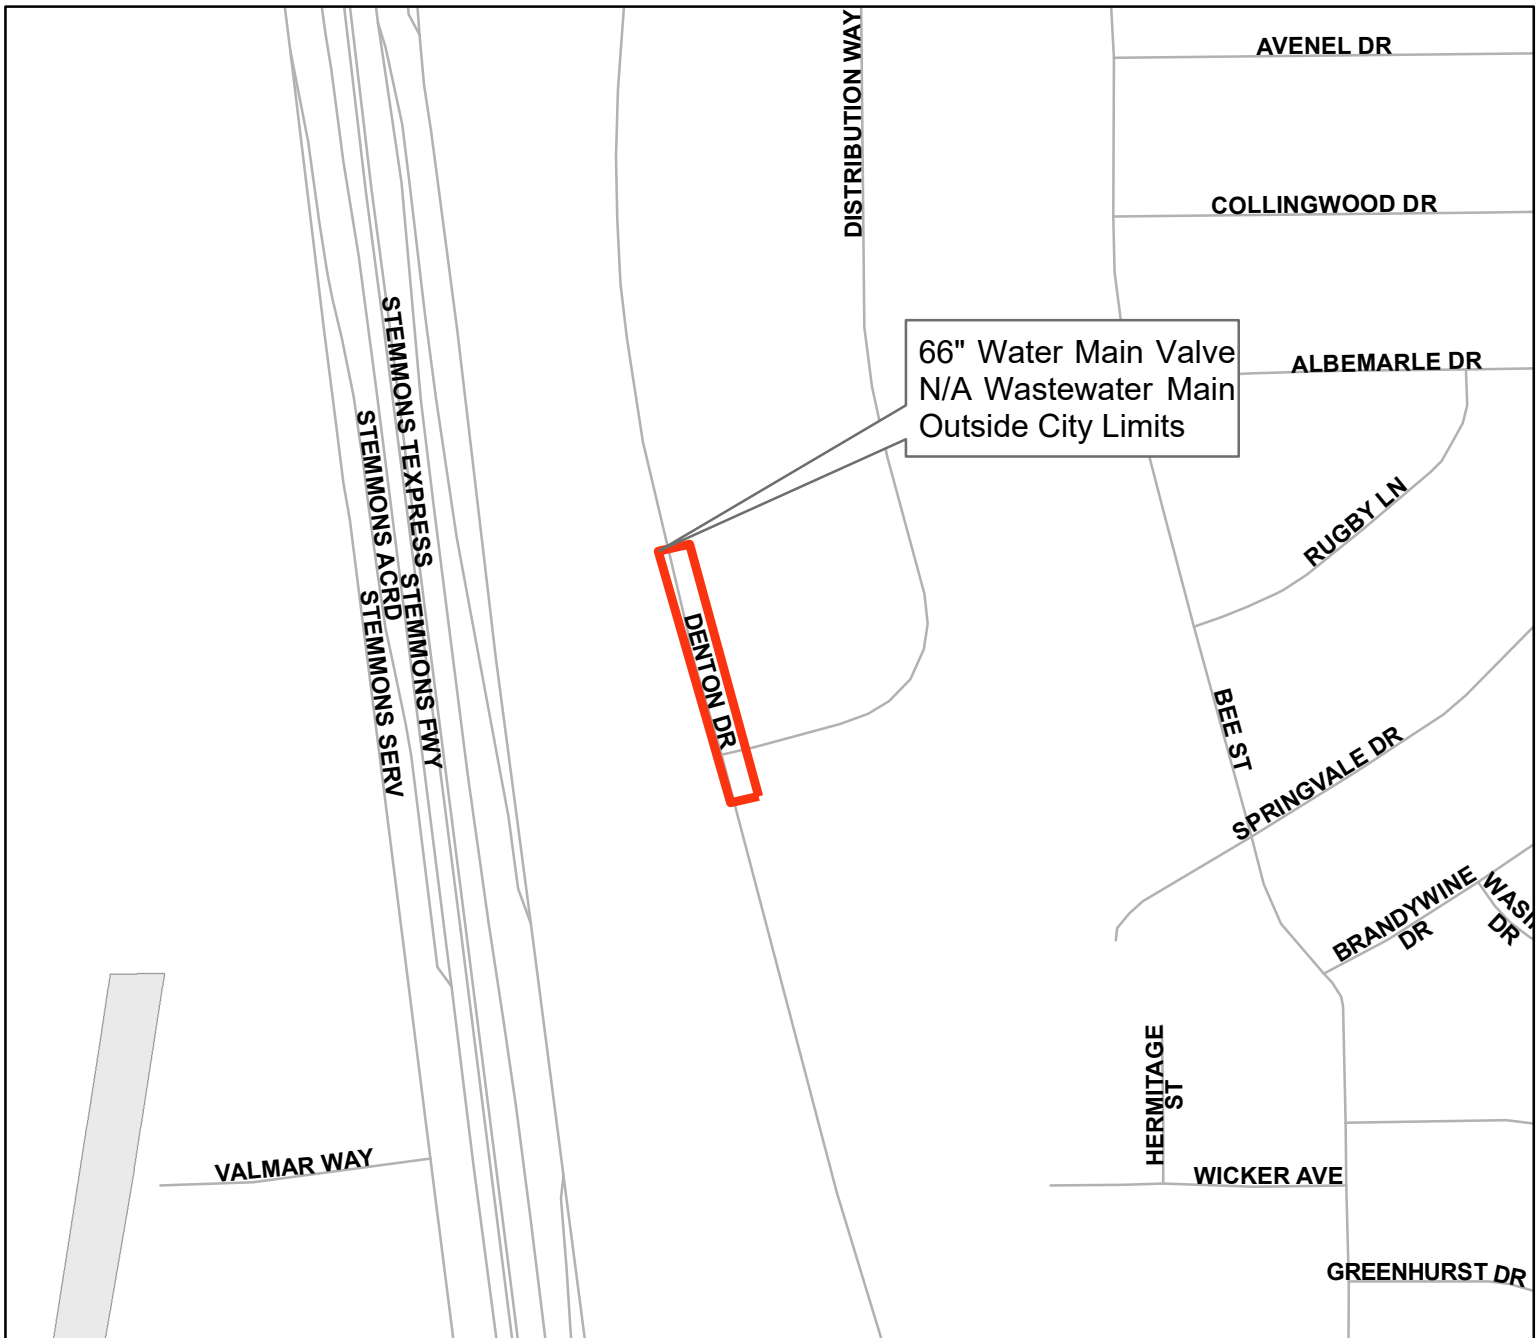 DISTRIBUTION WAY
AVENEL DR
COLLINGWOOD DR
66" Water Main Valve
N/A Wastewater Main
Outside City Limits
ALBEMARLE DR
STEMMONS TEXPRESS
STEMMONS ACRD
STEMMONS FWY
STEMMONS SERV
RUGBY LN
DENTON DR
BEE ST
SPRINGVALE DR
BRANDYWINE
DR
DR
HERMITAGE
ST
VALMAR WAY
WICKER AVE
GREENHURST DR